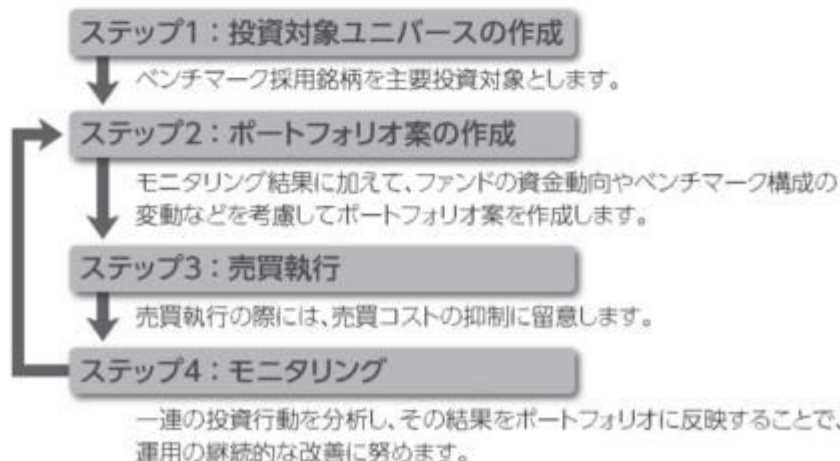 ステップ1：投資対象ユニバースの作成
ベンチマーク採用銘柄を主要投資対象とします。
ステップ2：ポートフォリオ案の作成
モニタリング結果に加えて、ファンドの資金動向やベンチマーク構成の
変動などを考慮してポートフォリオ案を作成します。
ステップ3：売買執行
売買執行の際には、売買コストの抑制に留意します。
ステップ4：モニタリング
一連の投資行動を分析し、その結果をポートフォリオに反映することで、
運用の継続的な改善に努めます。